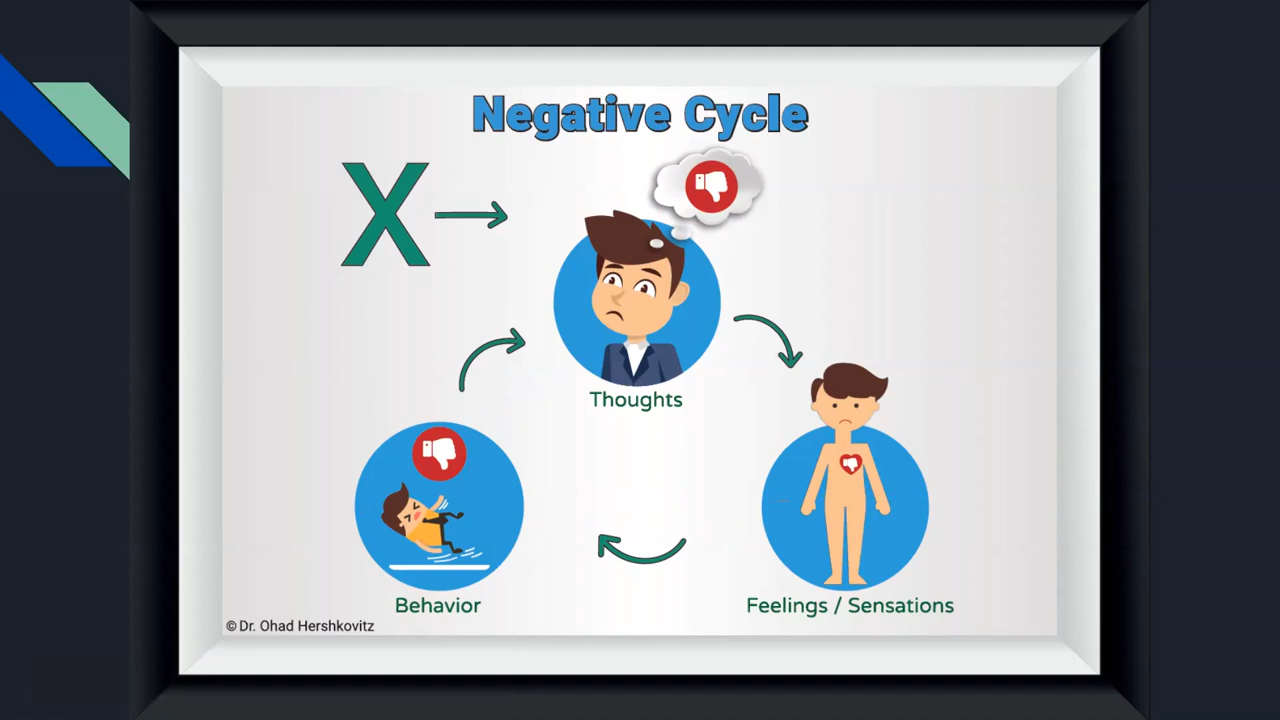 Negative Cycle
X
Thoughts
Behavior
Feelings / Sensations
© Dr. Ohad Hershkovitz